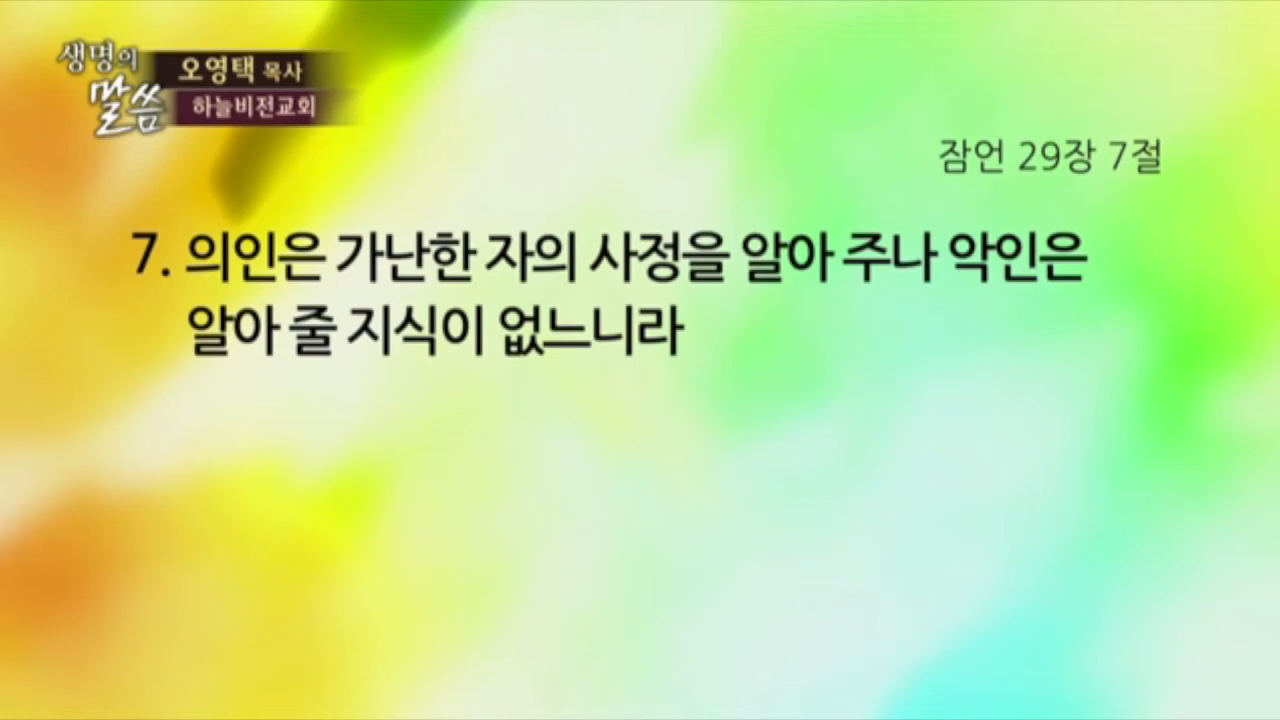 생명의
말씀
오영택 목사
하늘비전교회
잠언 29장 7절
7. 의인은 가난한 자의 사정을 알아 주나 악인은
알아 줄 지식이 없느니라